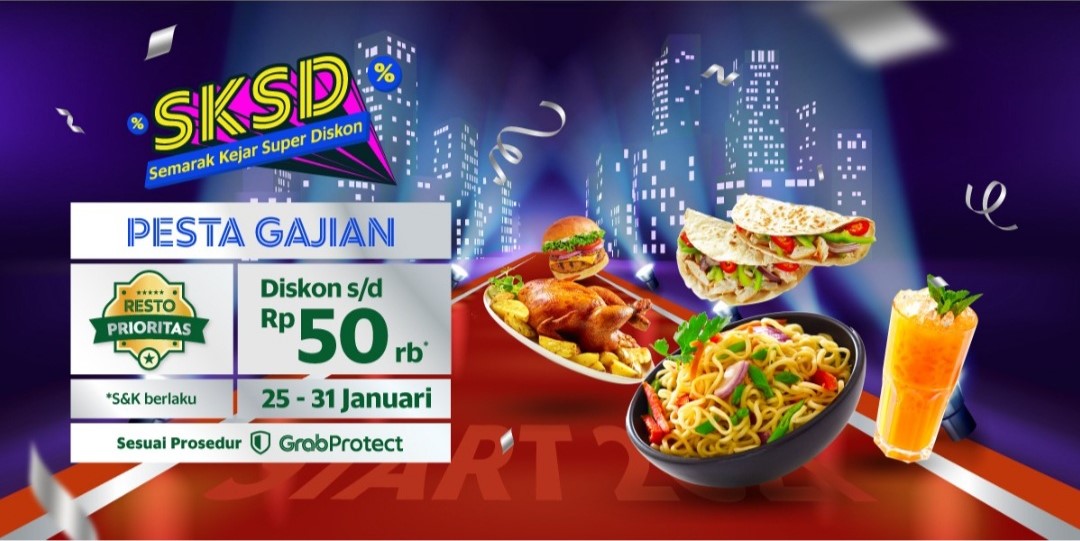 %
SKSD
%
Semarak Kejar Super Diskon
PESTA GAJIAN
RESTO
PRIORITAS
Diskon s/d
Rp 50 rb*
*S&K berlaku
25 - 31 Januari
Sesuai Prosedur GrabProtect
START